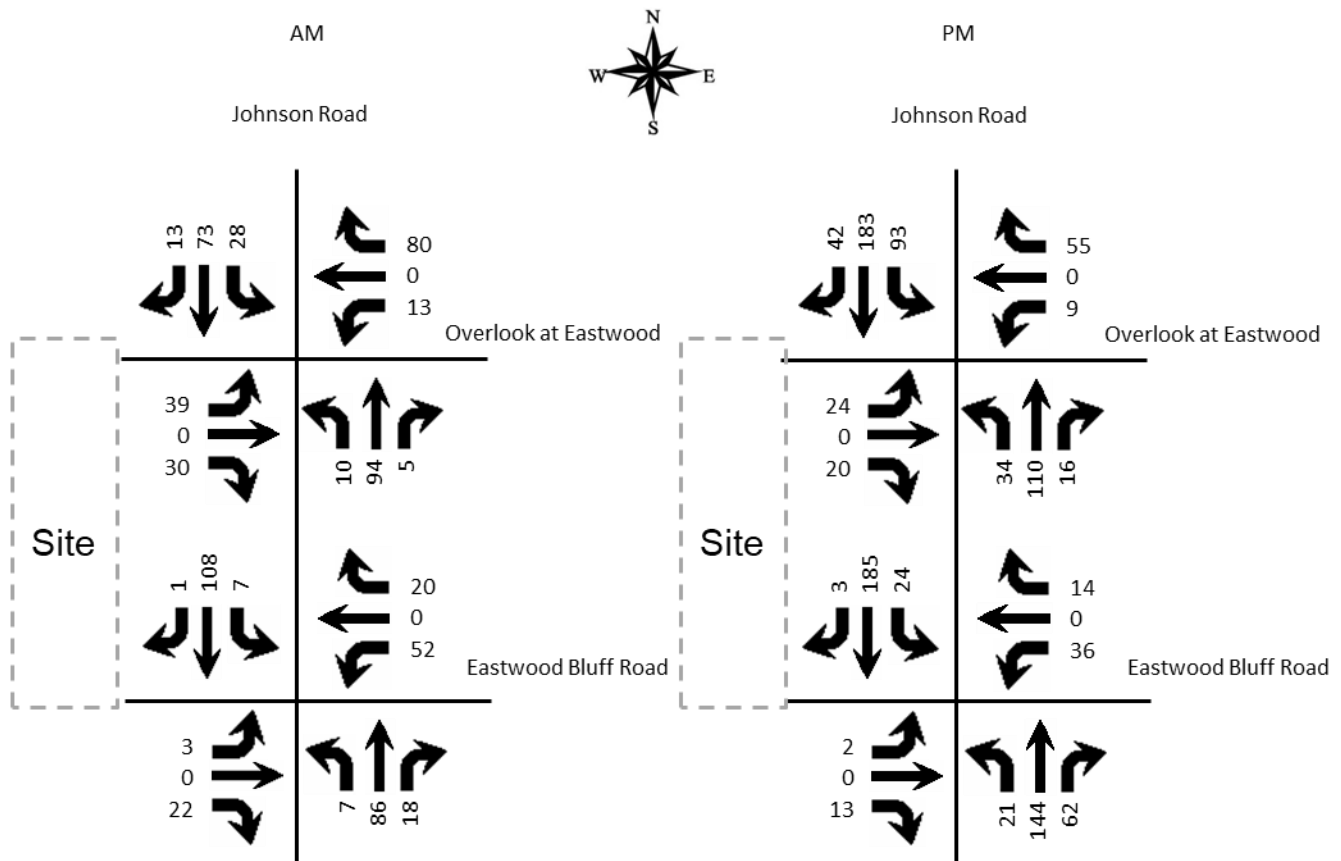 AM
PM
N
W E
S
Johnson Road
Johnson Road
13 73 28
80
0
13
Overlook at Eastwood
39
0
30
10 94 5
Site
1 108 7
20
0
52
Eastwood Bluff Road
3
0
22
7 86 18
42 183 93
55
0
9
Overlook at Eastwood
24
0
20
34 110 16
Site
3 185 24
14
0
36
Eastwood Bluff Road
2
0
13
21 144 62